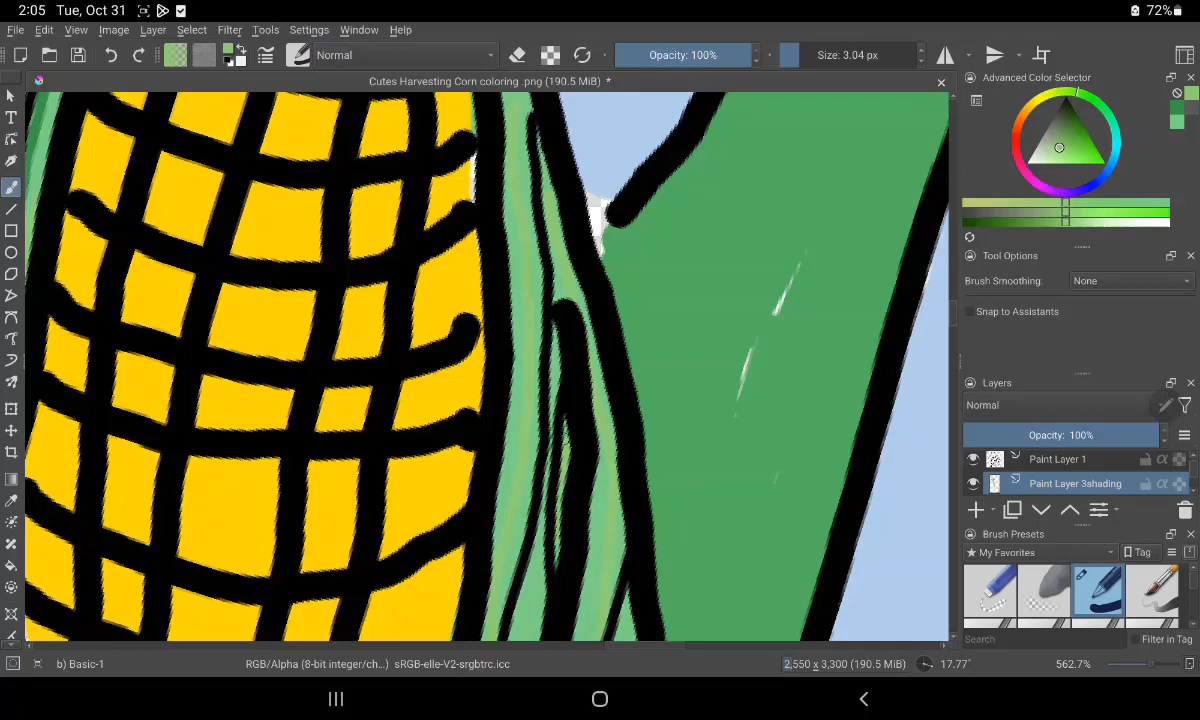 2:05 Tue, Oct 31
72%
File Edit View Image Layer Select Filter Tools Settings Window Help
Normal
Opacity: 100%
Size: 3.04 px
Cutes Harvesting Corn coloring .png (190.5 MiB) *
Advanced Color Selector
Tool Options
Brush Smoothing: None
Snap to Assistants
Layers
Normal
Opacity: 100%
Paint Layer 1
Paint Layer 3shading
Brush Presets
My Favorites
Tag
Search
Filter in Tag
b) Basic-1
RGB/Alpha (8-bit integer/ch...) sRGB-elle-V2-srgbtrc.icc
2,550 x 3,300 (190.5 MiB)
17.77°
562.7%